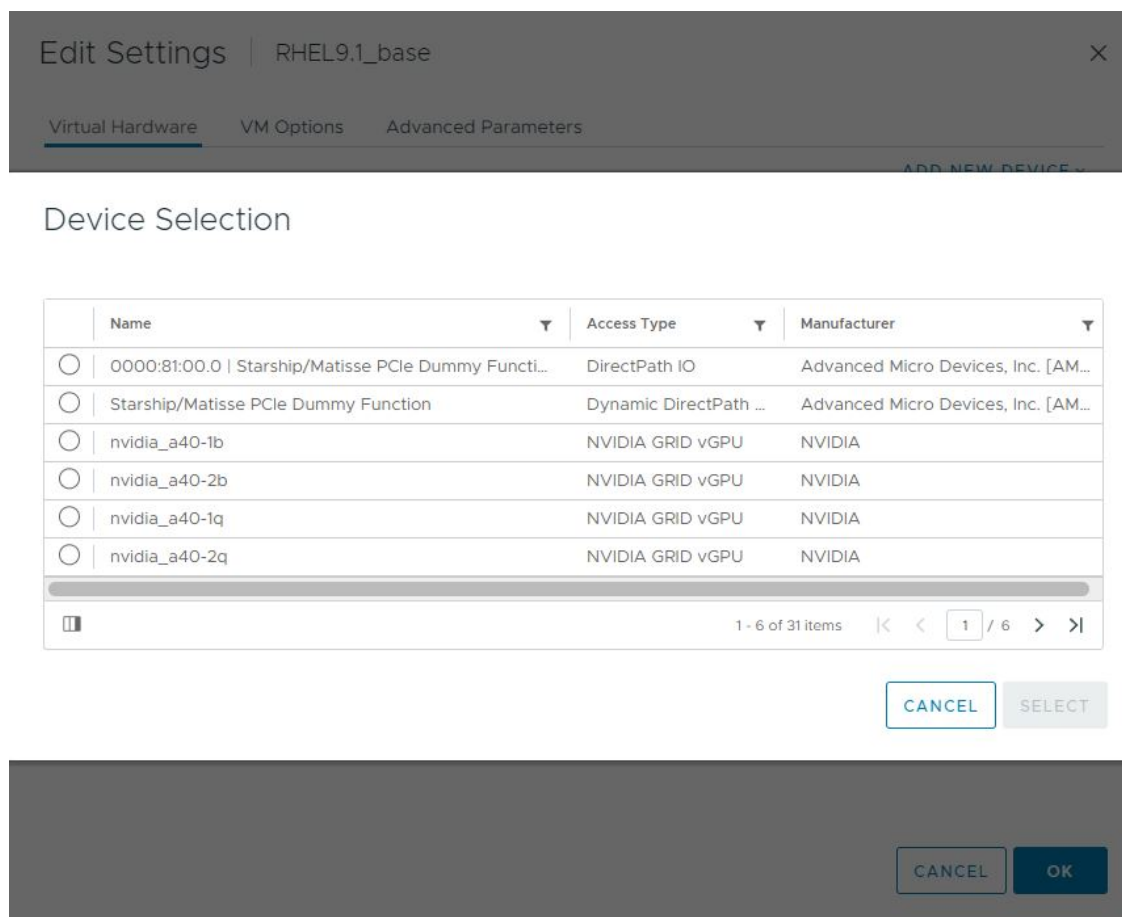 Edit Settings | RHEL9.1_base
Virtual Hardware VM Options Advanced Parameters
ADD NEW DEVICE
Device Selection
Name Access Type Manufacturer
0000:81:00.0 | Starship/Matisse PCIe Dummy Functi... DirectPath IO Advanced Micro Devices, Inc. [AM...
Starship/Matisse PCIe Dummy Function Dynamic DirectPath ... Advanced Micro Devices, Inc. [AM...
nvidia_a40-1b NVIDIA GRID vGPU NVIDIA
nvidia_a40-2b NVIDIA GRID vGPU NVIDIA
nvidia_a40-1q NVIDIA GRID vGPU NVIDIA
nvidia_a40-2q NVIDIA GRID vGPU NVIDIA
1 - 6 of 31 items 1 / 6
CANCEL SELECT
CANCEL OK